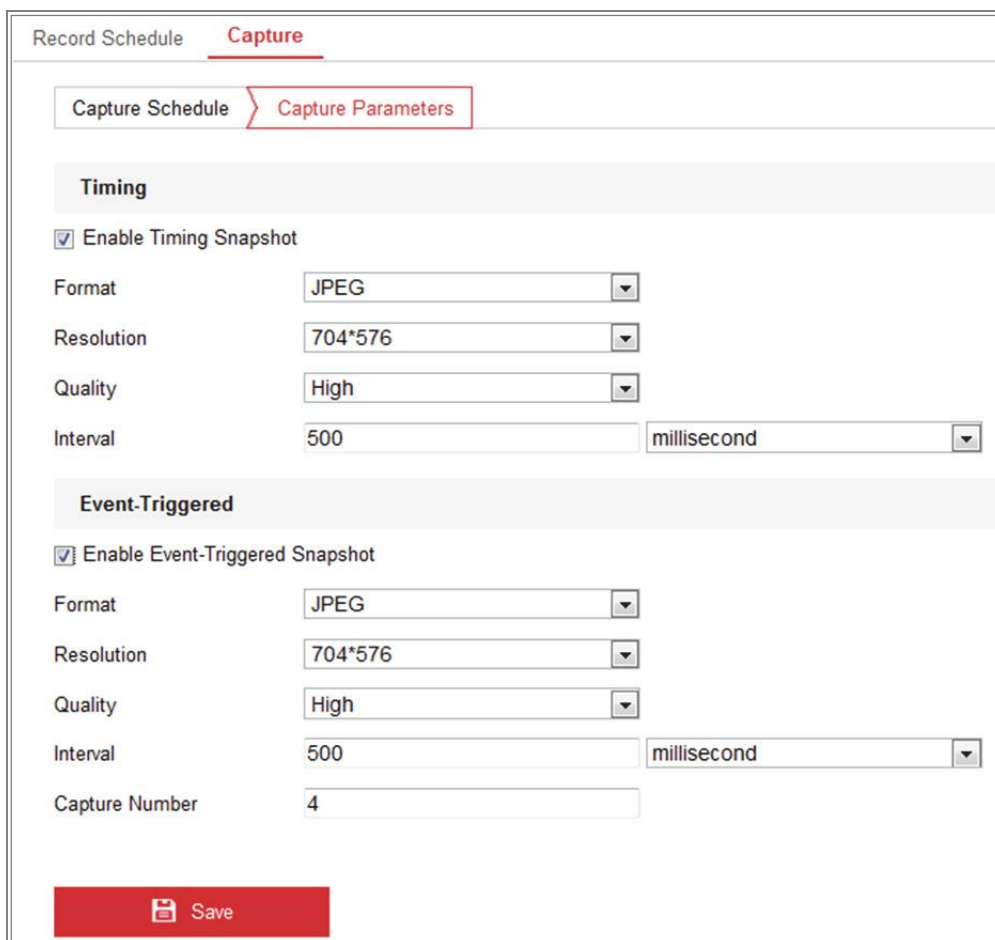 Record Schedule Capture
Capture Schedule Capture Parameters
Timing
Enable Timing Snapshot
Format JPEG
Resolution 704*576
Quality High
Interval 500 millisecond
Event-Triggered
Enable Event-Triggered Snapshot
Format JPEG
Resolution 704*576
Quality High
Interval 500 millisecond
Capture Number 4
Save